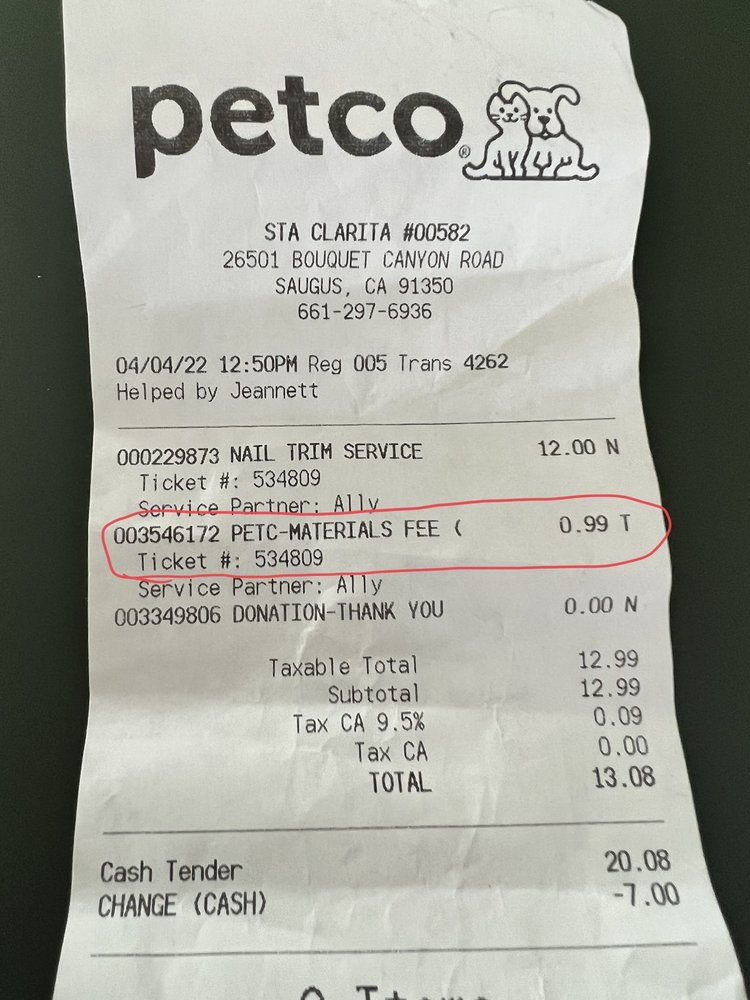 petco®
STA CLARITA #00582
26501 BOUQUET CANYON ROAD
SAUGUS, CA 91350
661-297-6936
04/04/22 12:50PM Reg 005 Trans 4262
Helped by Jeannett
000229873 NAIL TRIM SERVICE 12.00 N
Ticket #: 534809
Service Partner: Ally
003546172 PETC-MATERIALS FEE ( 0.99 T
Ticket #: 534809
Service Partner: Ally
003349806 DONATION-THANK YOU 0.00 N
Taxable Total 12.99
Subtotal 12.99
Tax CA 9.5% 0.09
Tax CA 0.00
TOTAL 13.08
Cash Tender 20.08
CHANGE (CASH) -7.00